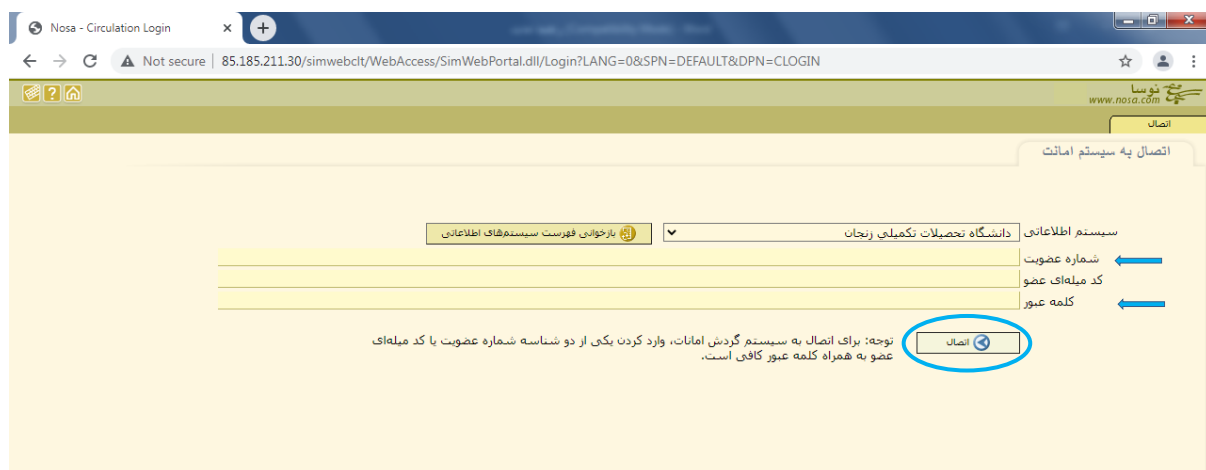 Nosa - Circulation Login
Not secure | 85.185.211.30/simwebclt/WebAccess/SimWebPortal.dll/Login?LANG=0&SPN=DEFAULT&DPN=CLOGIN
نوسا
www.nosa.com
اتصال
اتصال به سیستم امانت
سیستم اطلاعاتی دانشگاه تحصیلات تکمیلي زنجان بازخوانی فهرست سیستم‌های اطلاعاتی
شماره عضویت
کد میله‌ای عضو
کلمه عبور
اتصال توجه: برای اتصال به سیستم گردش امانات، وارد کردن یکی از دو شناسه شماره عضویت یا کد میله‌ای
عضو به همراه کلمه عبور کافی است.